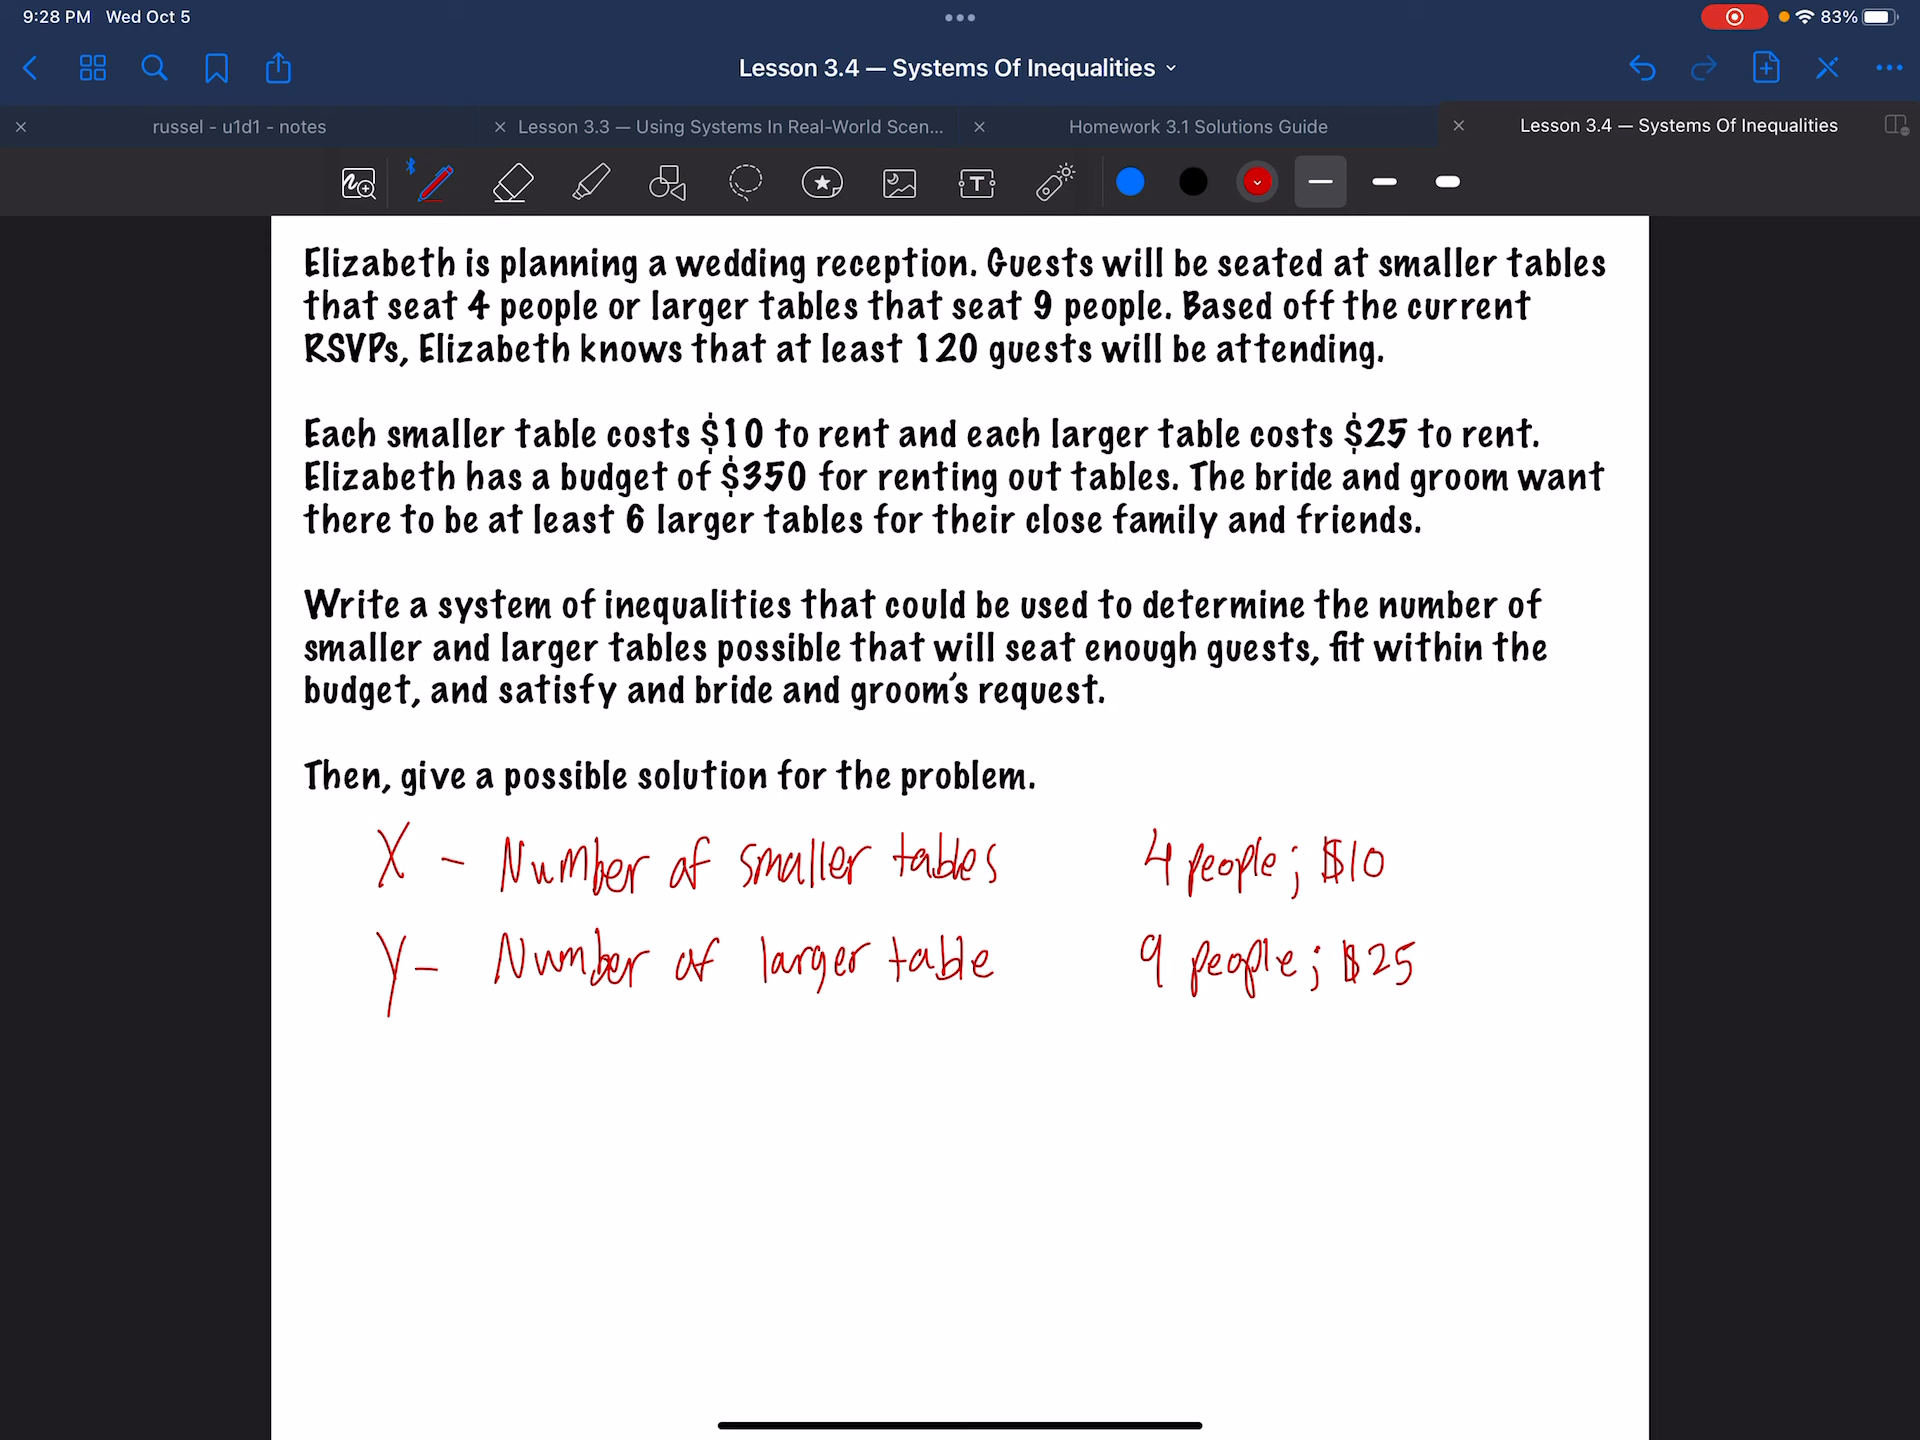 9:28 PM Wed Oct 5
83%
Lesson 3.4 — Systems Of Inequalities
russel - u1d1 - notes
Lesson 3.3 — Using Systems In Real-World Scen...
Homework 3.1 Solutions Guide
Lesson 3.4 — Systems Of Inequalities
Elizabeth is planning a wedding reception. Guests will be seated at smaller tables
that seat 4 people or larger tables that seat 9 people. Based off the current
RSVPs, Elizabeth knows that at least 120 guests will be attending.
Each smaller table costs $10 to rent and each larger table costs $25 to rent.
Elizabeth has a budget of $350 for renting out tables. The bride and groom want
there to be at least 6 larger tables for their close family and friends.
Write a system of inequalities that could be used to determine the number of
smaller and larger tables possible that will seat enough guests, fit within the
budget, and satisfy and bride and groom's request.
Then, give a possible solution for the problem.
X - Number of smaller tables 4 people; $10
Y - Number of larger table 9 people; $25